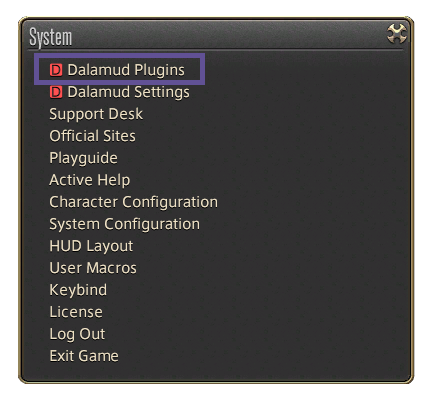 System
D Dalamud Plugins
D Dalamud Settings
Support Desk
Official Sites
Playguide
Active Help
Character Configuration
System Configuration
HUD Layout
User Macros
Keybind
License
Log Out
Exit Game